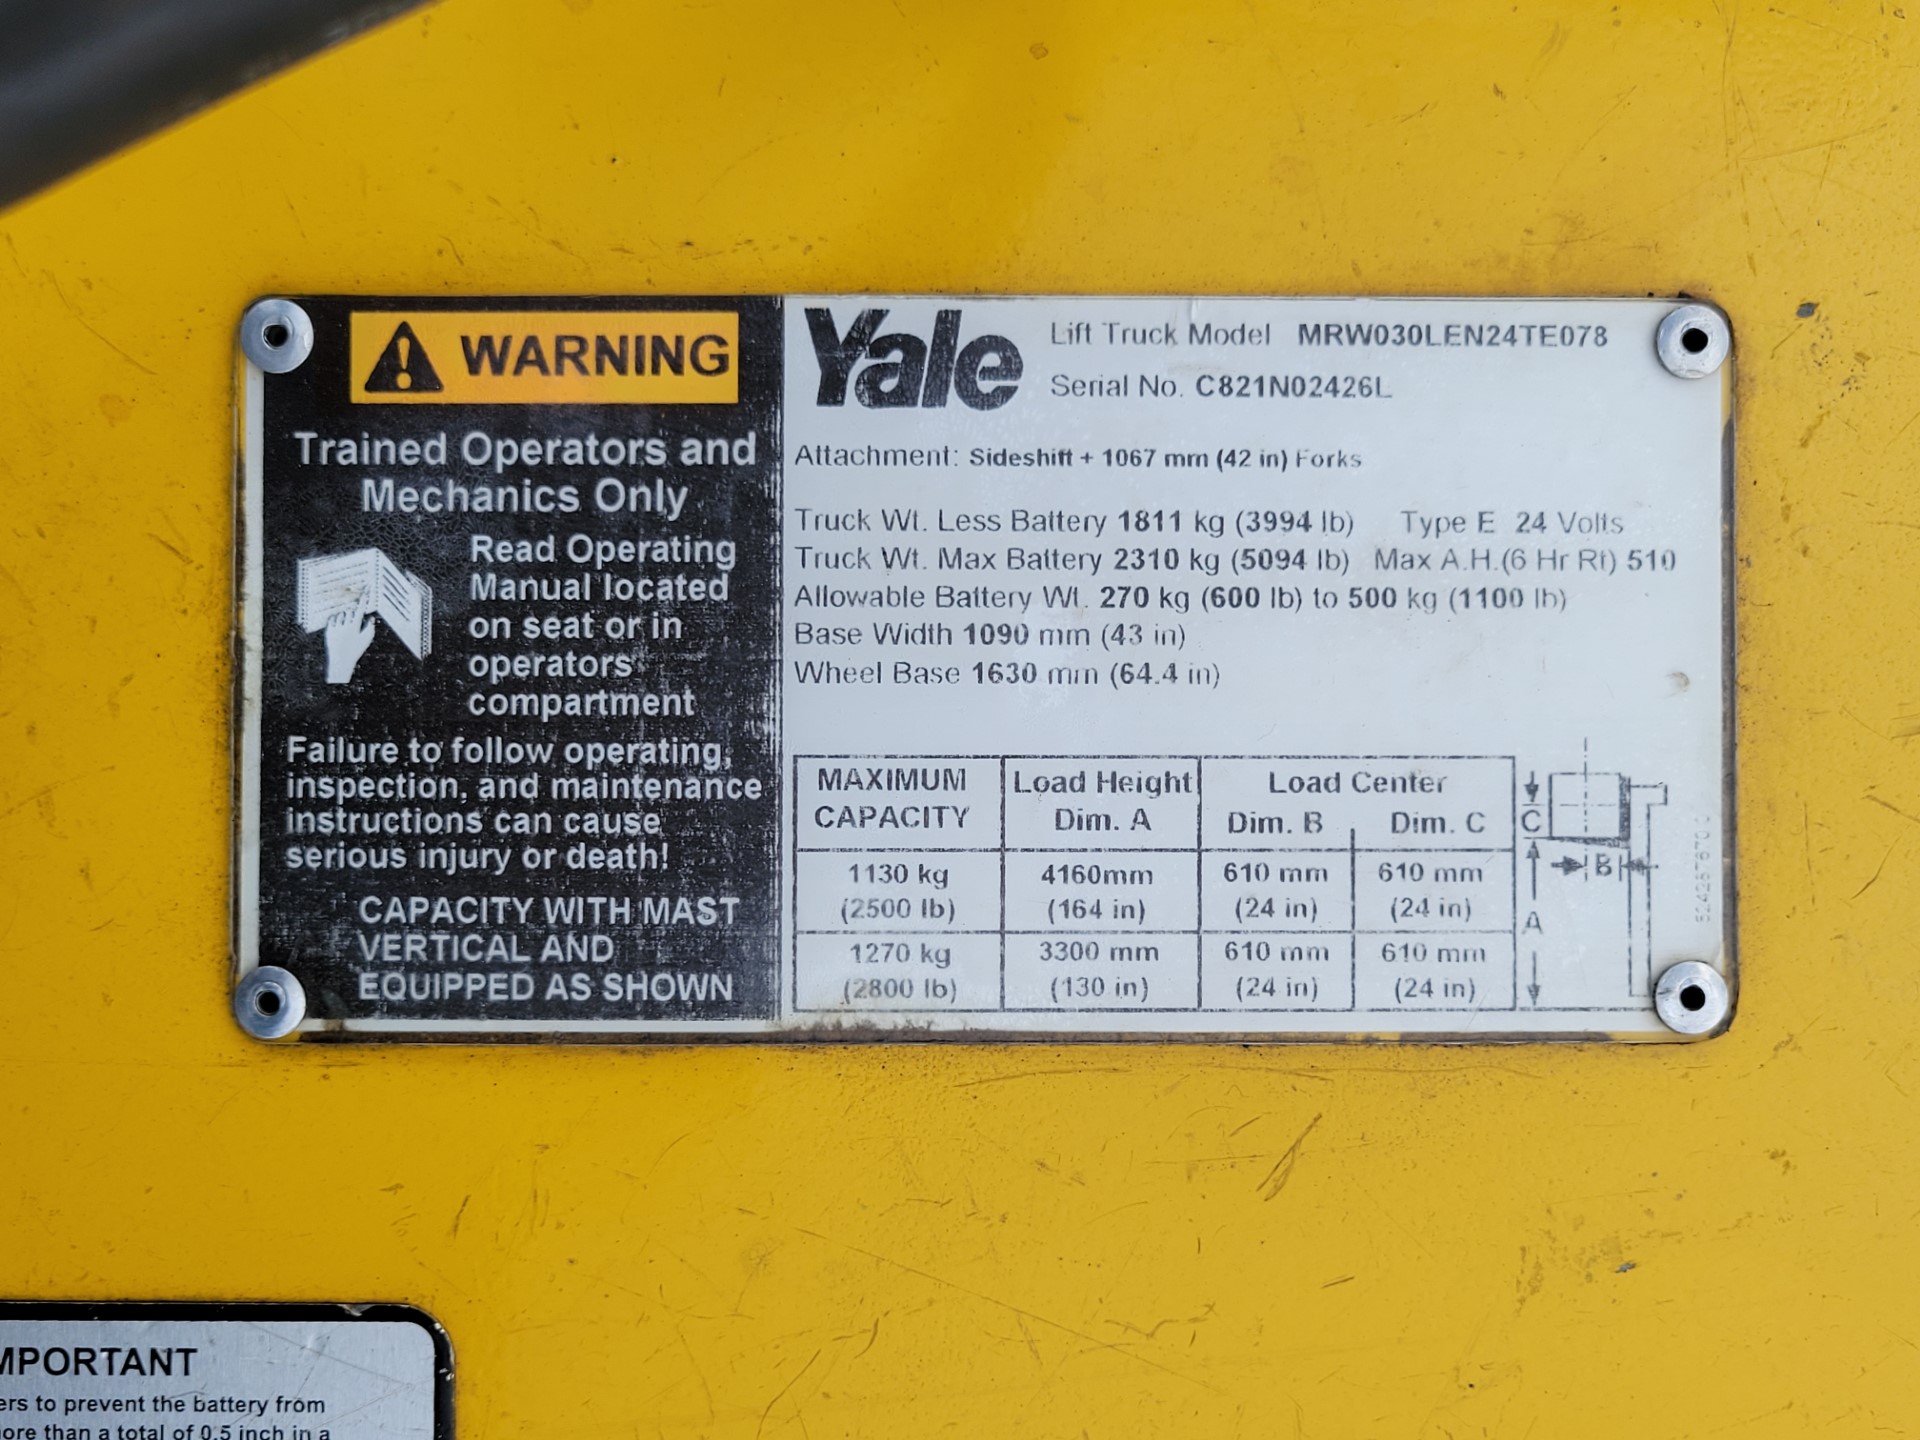 WARNING
Trained Operators and
Mechanics Only
Read Operating
Manual located
on seat or in
operators
compartment
Failure to follow operating,
inspection, and maintenance
instructions can cause
serious injury or death!
CAPACITY WITH MAST
VERTICAL AND
EQUIPPED AS SHOWN
Yale
Lift Truck Model MRW030LEN24TE078
Serial No. C821N02426L
Attachment: Sideshift + 1067 mm (42 in) Forks
Truck Wt. Less Battery 1811 kg (3994 lb) Type E 24 Volts
Truck Wt. Max Battery 2310 kg (5094 lb) Max A.H.(6 Hr Rt) 510
Allowable Battery Wt. 270 kg (600 lb) to 500 kg (1100 lb)
Base Width 1090 mm (43 in)
Wheel Base 1630 mm (64.4 in)
MAXIMUM Load Height Load Center
CAPACITY Dim. A Dim. B Dim. C
1130 kg 4160mm 610 mm 610 mm
(2500 lb) (164 in) (24 in) (24 in)
1270 kg 3300 mm 610 mm 610 mm
(2800 lb) (130 in) (24 in) (24 in)
C
B
A
MPORTANT
ers to prevent the battery from
nore than a total of 0.5 inch in a